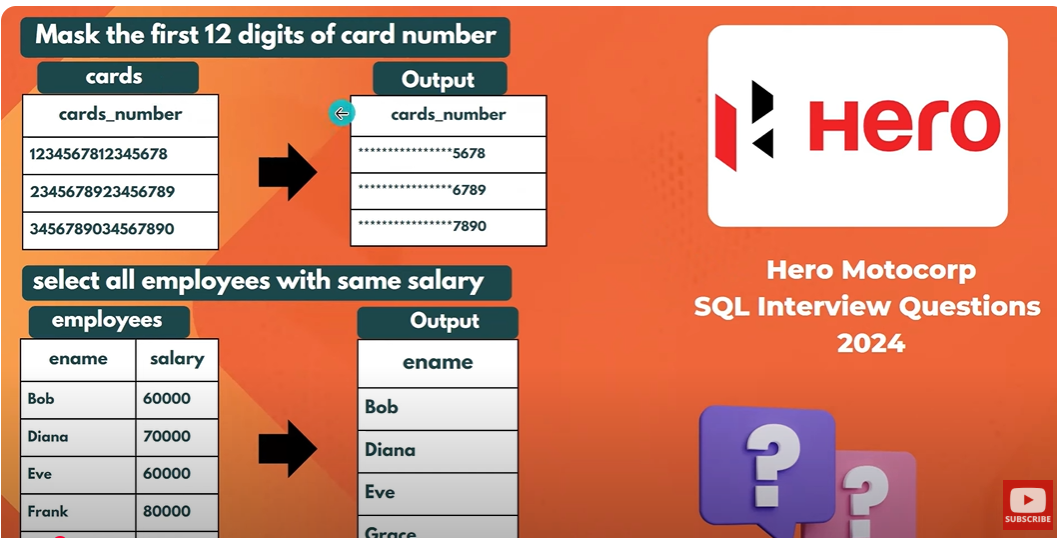 Mask the first 12 digits of card number
cards
cards_number
1234567812345678
2345678923456789
3456789034567890
Output
cards_number
****************5678
****************6789
****************7890
select all employees with same salary
employees
ename salary
Bob 60000
Diana 70000
Eve 60000
Frank 80000
Output
ename
Bob
Diana
Eve
Grace
Hero
Hero Motocorp
SQL Interview Questions
2024
? ?
SUBSCRIBE